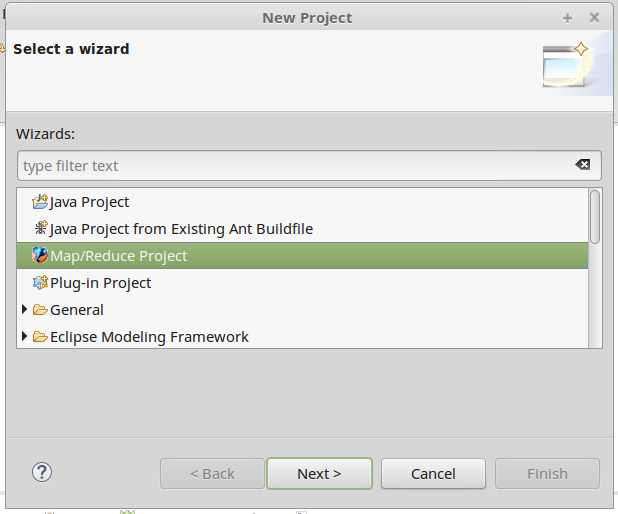 New Project
Select a wizard
Wizards:
type filter text
Java Project
Java Project from Existing Ant Buildfile
Map/Reduce Project
Plug-in Project
General
Eclipse Modeling Framework
?
< Back
Next >
Cancel
Finish